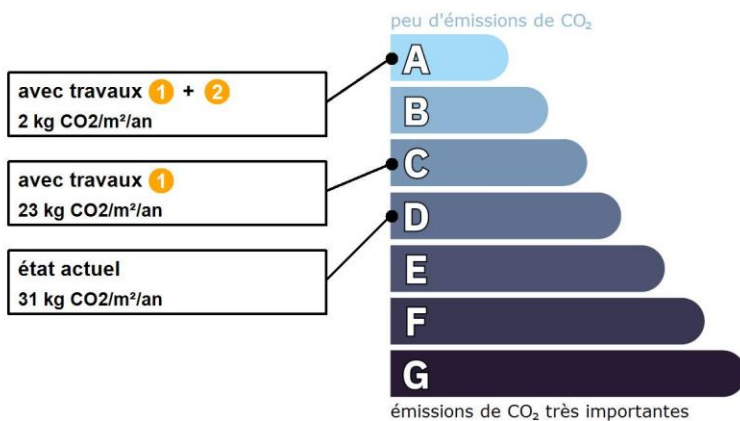 peu d'émissions de CO₂
A
avec travaux 1 + 2
2 kg CO2/m²/an
B
avec travaux 1
23 kg CO2/m²/an
C
D
état actuel
31 kg CO2/m²/an
E
F
G
émissions de CO₂ très importantes